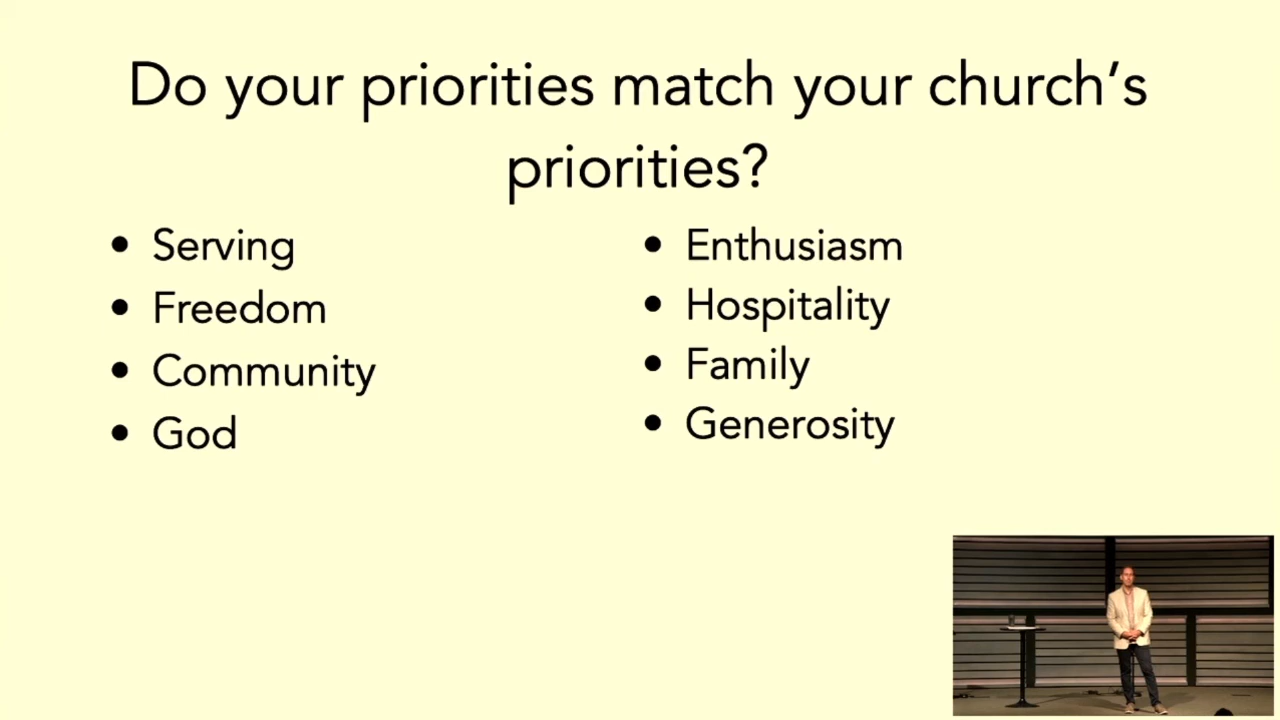 Do your priorities match your church’s
priorities?
• Serving
• Freedom
• Community
• God
• Enthusiasm
• Hospitality
• Family
• Generosity